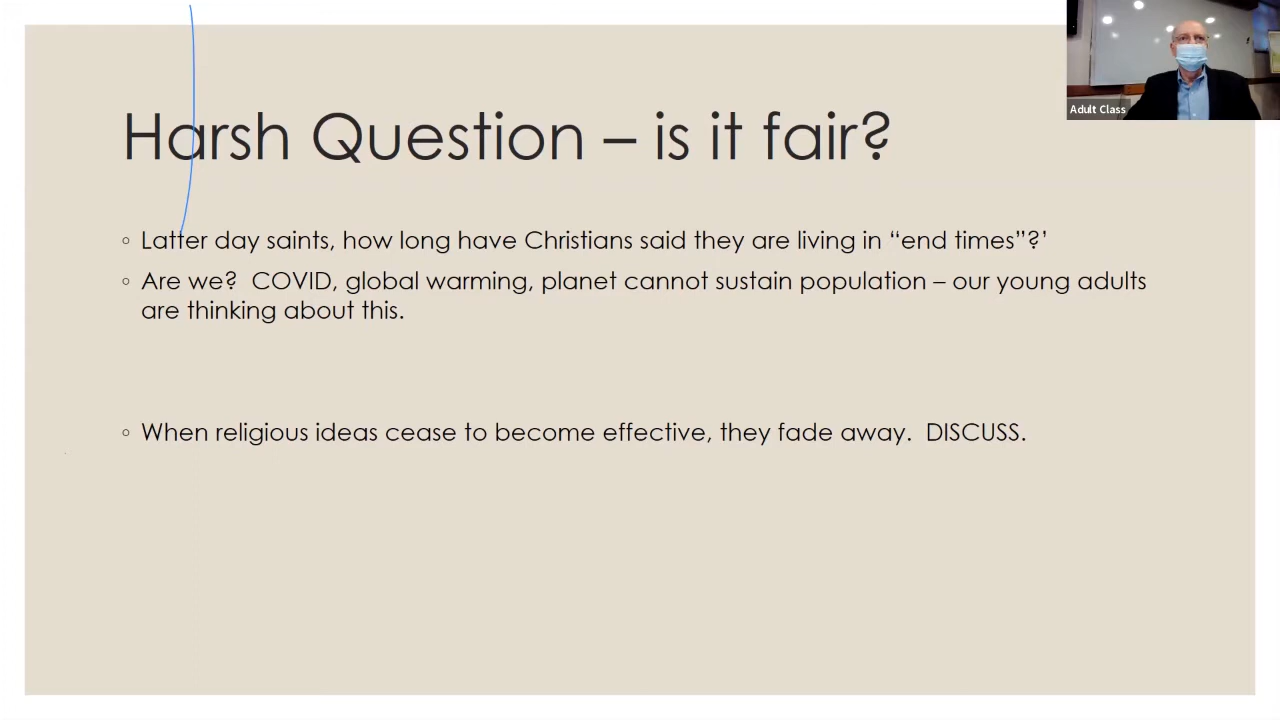 Adult Class
Harsh Question – is it fair?
◦ Latter day saints, how long have Christians said they are living in “end times”?’
◦ Are we?  COVID, global warming, planet cannot sustain population – our young adults
are thinking about this.
◦ When religious ideas cease to become effective, they fade away.  DISCUSS.